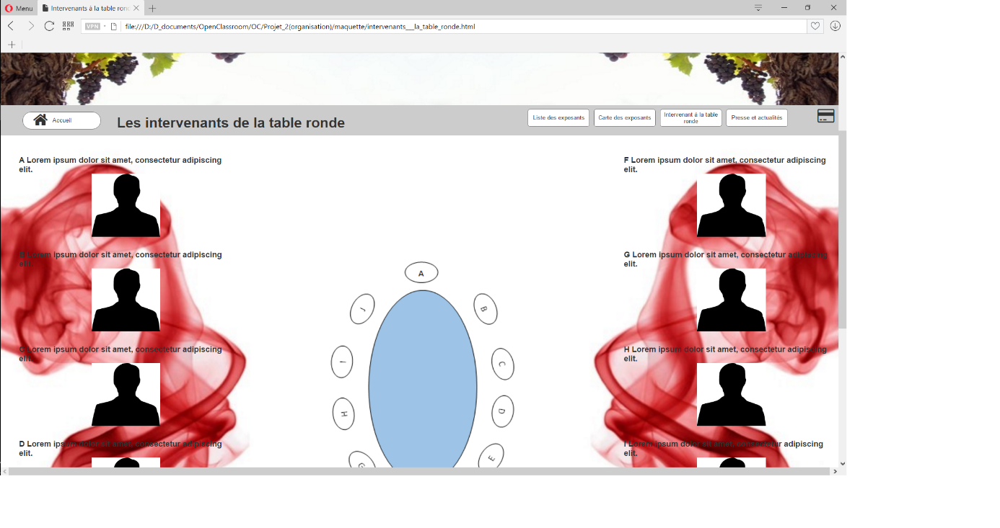 Menu
Intervenants à la table rond
VPN
file:///D:/D_documents/OpenClassroom/OC/Projet_2(organisation)/maquette/intervenants__la_table_ronde.html
Accueil
Les intervenants de la table ronde
Liste des exposants
Carte des exposants
Intervenant à la table
ronde
Presse et actualités
A Lorem ipsum dolor sit amet, consectetur adipiscing
elit.
B Lorem ipsum dolor sit amet, consectetur adipiscing
elit.
C Lorem ipsum dolor sit amet, consectetur adipiscing
elit.
D Lorem ipsum dolor sit amet, consectetur adipiscing
elit.
A
J
B
I
C
H
D
G
E
F Lorem ipsum dolor sit amet, consectetur adipiscing
elit.
G Lorem ipsum dolor sit amet, consectetur adipiscing
elit.
H Lorem ipsum dolor sit amet, consectetur adipiscing
elit.
I Lorem ipsum dolor sit amet, consectetur adipiscing
elit.